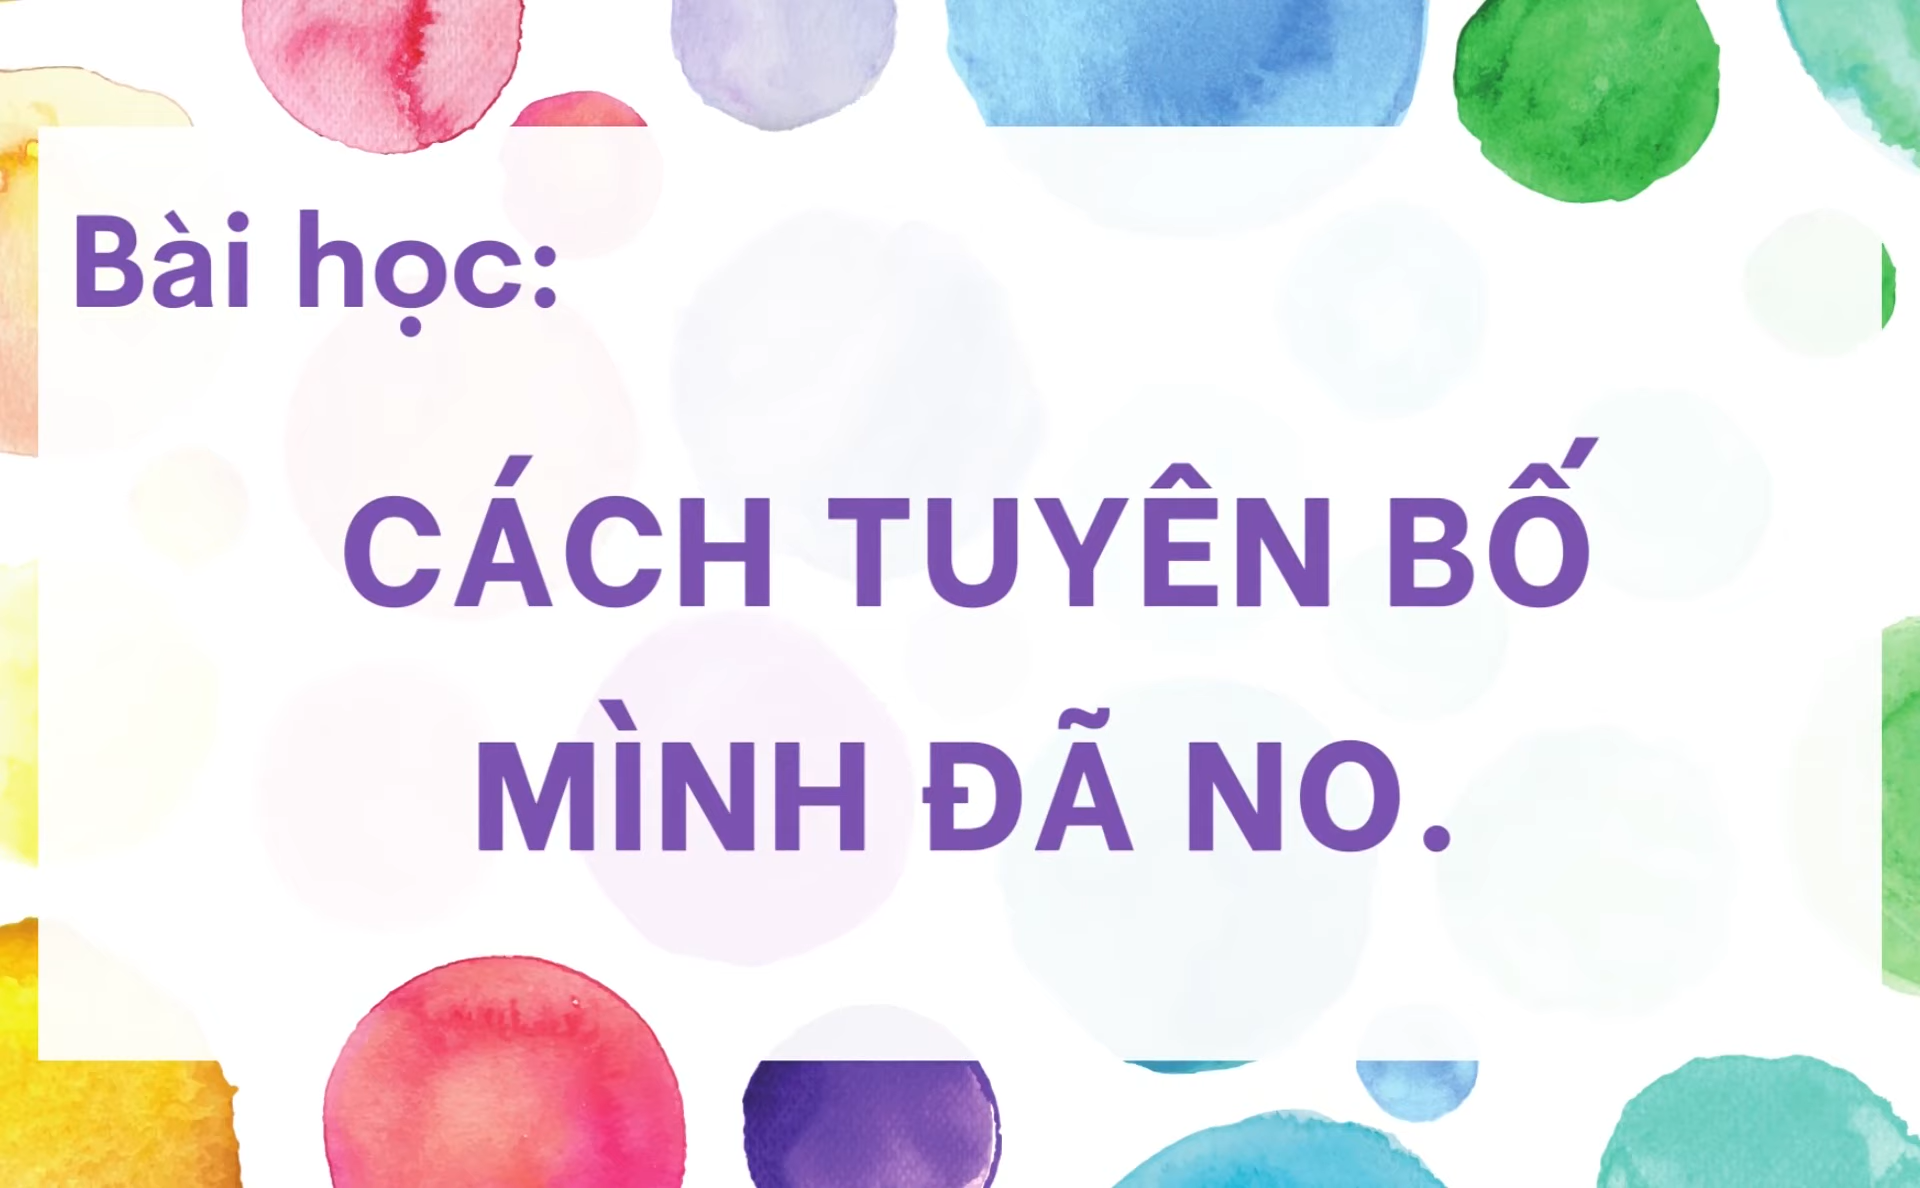 Bài học:
CÁCH TUYÊN BỐ
MÌNH ĐÃ NO.